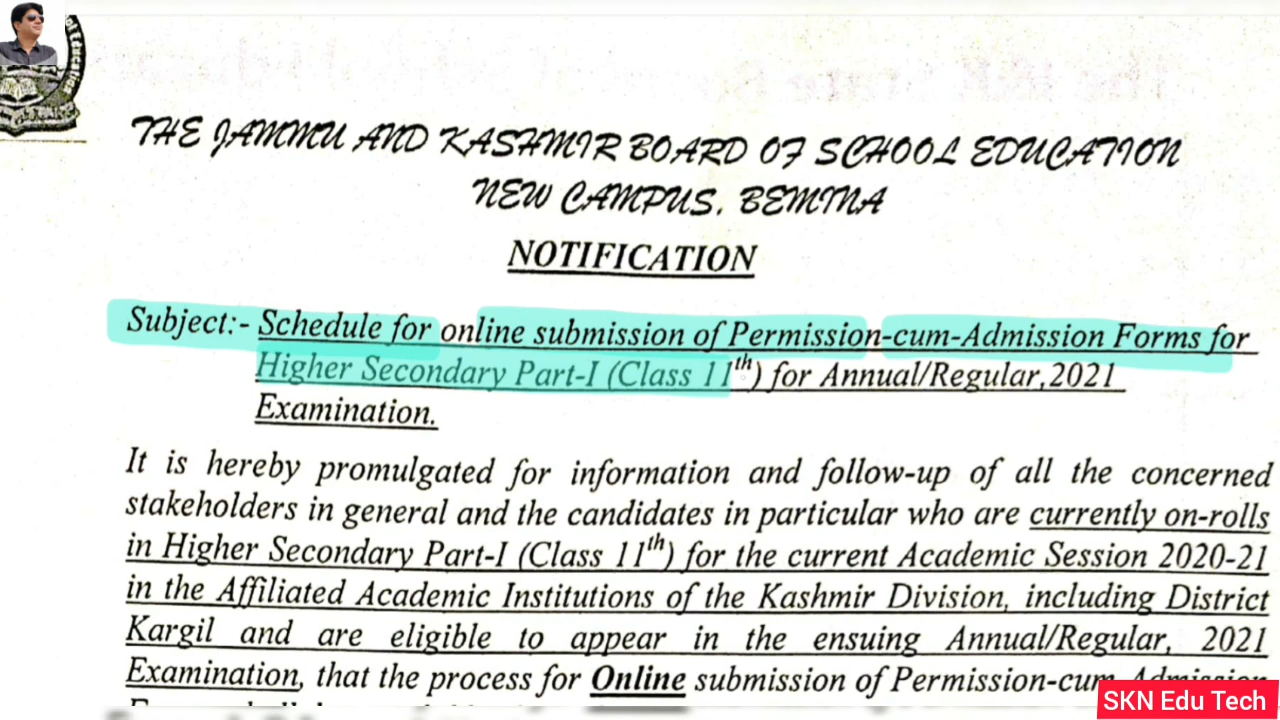 THE JAMMU AND KASHMIR BOARD OF SCHOOL EDUCATION
NEW CAMPUS, BEMINA
NOTIFICATION
Subject:- Schedule for online submission of Permission-cum-Admission Forms for
Higher Secondary Part-I (Class 11th) for Annual/Regular,2021
Examination.
It is hereby promulgated for information and follow-up of all the concerned
stakeholders in general and the candidates in particular who are currently on-rolls
in Higher Secondary Part-I (Class 11th) for the current Academic Session 2020-21
in the Affiliated Academic Institutions of the Kashmir Division, including District
Kargil and are eligible to appear in the ensuing Annual/Regular, 2021
Examination, that the process for Online submission of Permission-cum-Admission
SKN Edu Tech